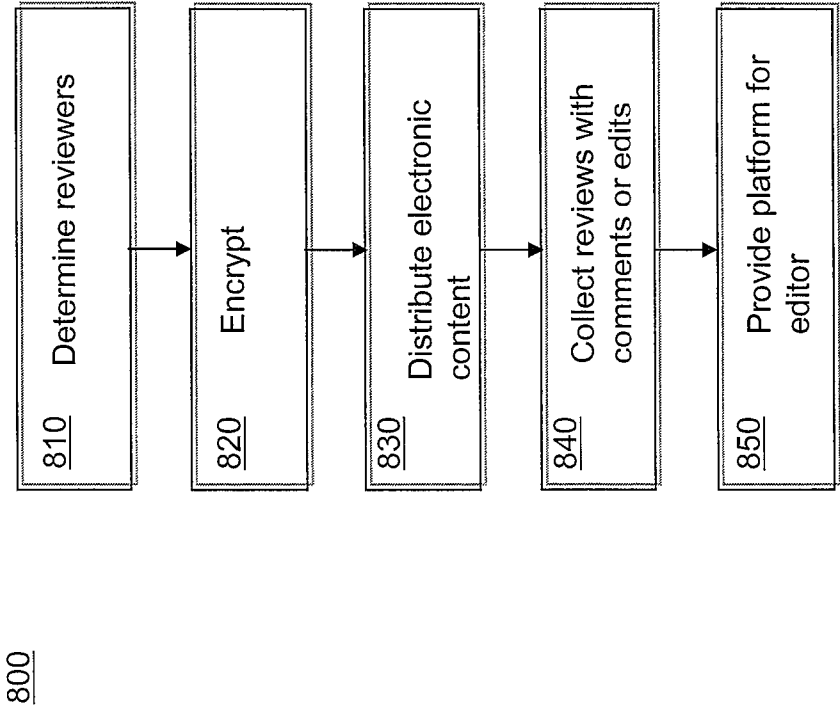 800
810
Determine reviewers
820
Encrypt
830
Distribute electronic
content
840
Collect reviews with
comments or edits
850
Provide platform for
editor